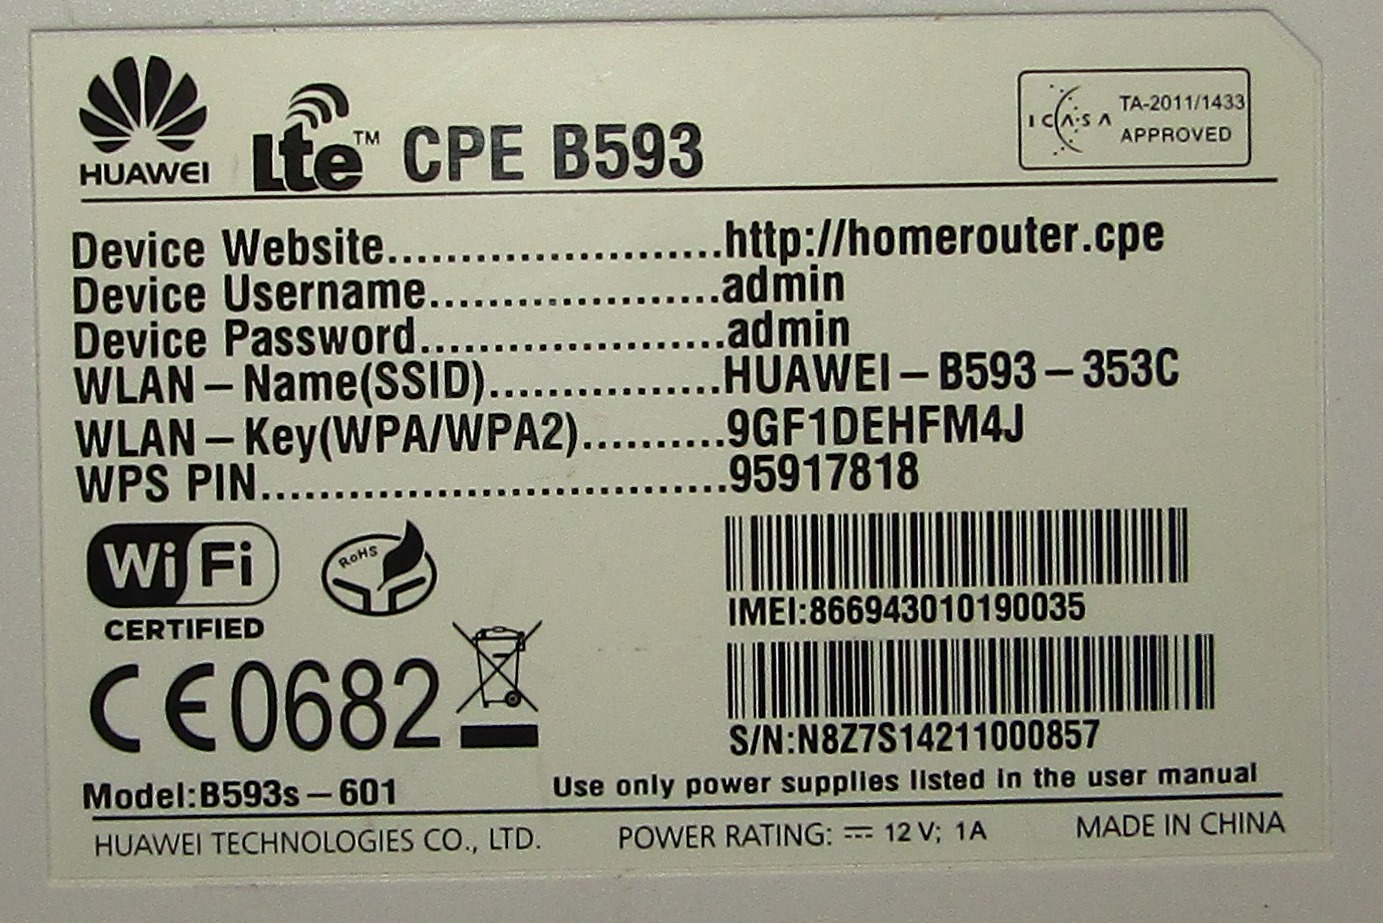 HUAWEI
Lte™ CPE B593
ICASA TA-2011/1433
APPROVED
Device Website.......................http://homerouter.cpe
Device Username....................admin
Device Password.....................admin
WLAN – Name(SSID)................HUAWEI – B593 – 353C
WLAN – Key(WPA/WPA2)..........9GF1DEHFM4J
WPS PIN................................95917818
WiFi
CERTIFIED
RoHS
IMEI:866943010190035
CE0682
S/N:N8Z7S14211000857
Model:B593s – 601
Use only power supplies listed in the user manual
HUAWEI TECHNOLOGIES CO., LTD. POWER RATING: ⎓ 12 V; 1A MADE IN CHINA